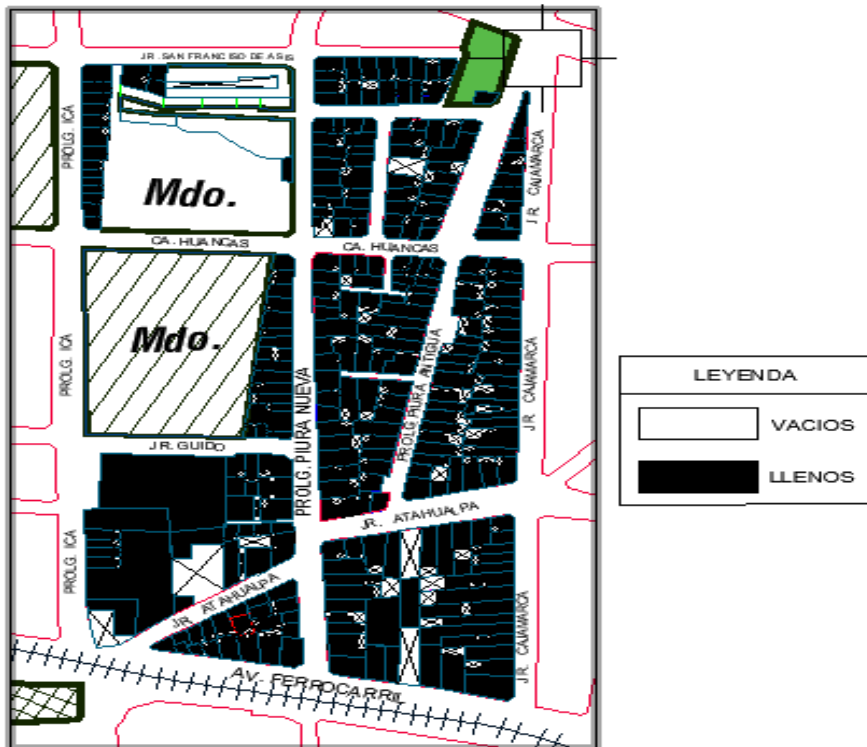 JR. SAN FRANCISO DE ASIS
PROLG. ICA
Mdo.
JR. CAJAMARCA
CA. HUANCAS
CA. HUANCAS
Mdo.
PROLG. ICA
PROLG. PIURA NUEVA
PROLG. PIURA ANTIGUA
JR. CAJAMARCA
JR. GUIDO
JR. ATAHUALPA
PROLG. ICA
JR. ATAHUALPA
JR. CAJAMARCA
AV. FERROCARRIL
LEYENDA
VACIOS
LLENOS